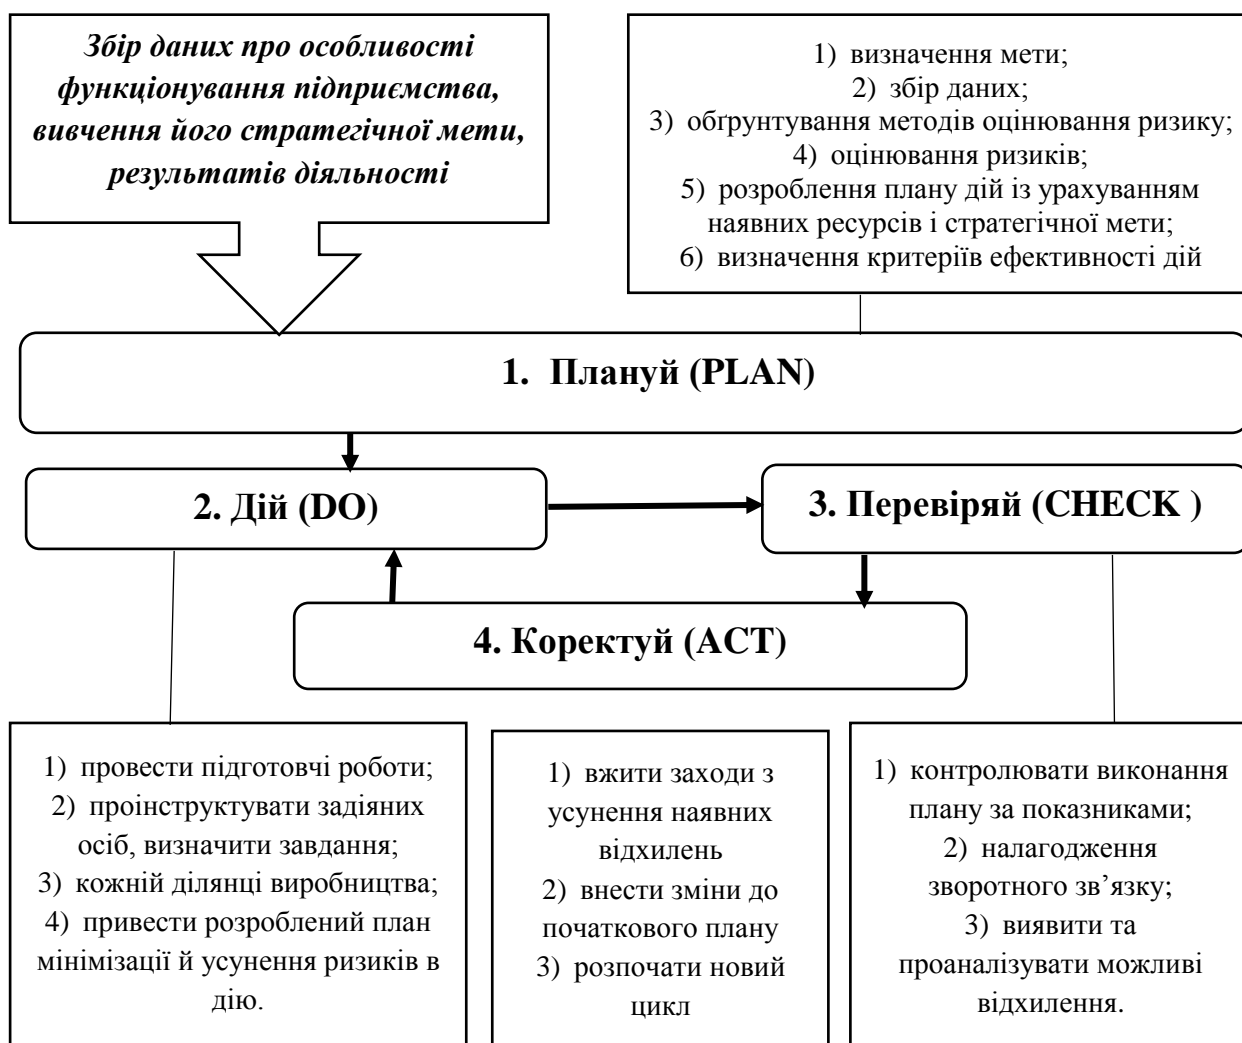 Збір даних про особливості
функціонування підприємства,
вивчення його стратегічної мети,
результатів діяльності
1) визначення мети;
2) збір даних;
3) обґрунтування методів оцінювання ризику;
4) оцінювання ризиків;
5) розроблення плану дій із урахуванням
наявних ресурсів і стратегічної мети;
6) визначення критеріїв ефективності дій
1. Плануй (PLAN)
2. Дій (DO)
3. Перевіряй (CHECK )
4. Коректуй (ACT)
1) провести підготовчі роботи;
2) проінструктувати задіяних
осіб, визначити завдання;
3) кожній ділянці виробництва;
4) привести розроблений план
мінімізації й усунення ризиків в
дію.
1) вжити заходи з
усунення наявних
відхилень
2) внести зміни до
початкового плану
3) розпочати новий
цикл
1) контролювати виконання
плану за показниками;
2) налагодження
зворотного зв’язку;
3) виявити та
проаналізувати можливі
відхилення.